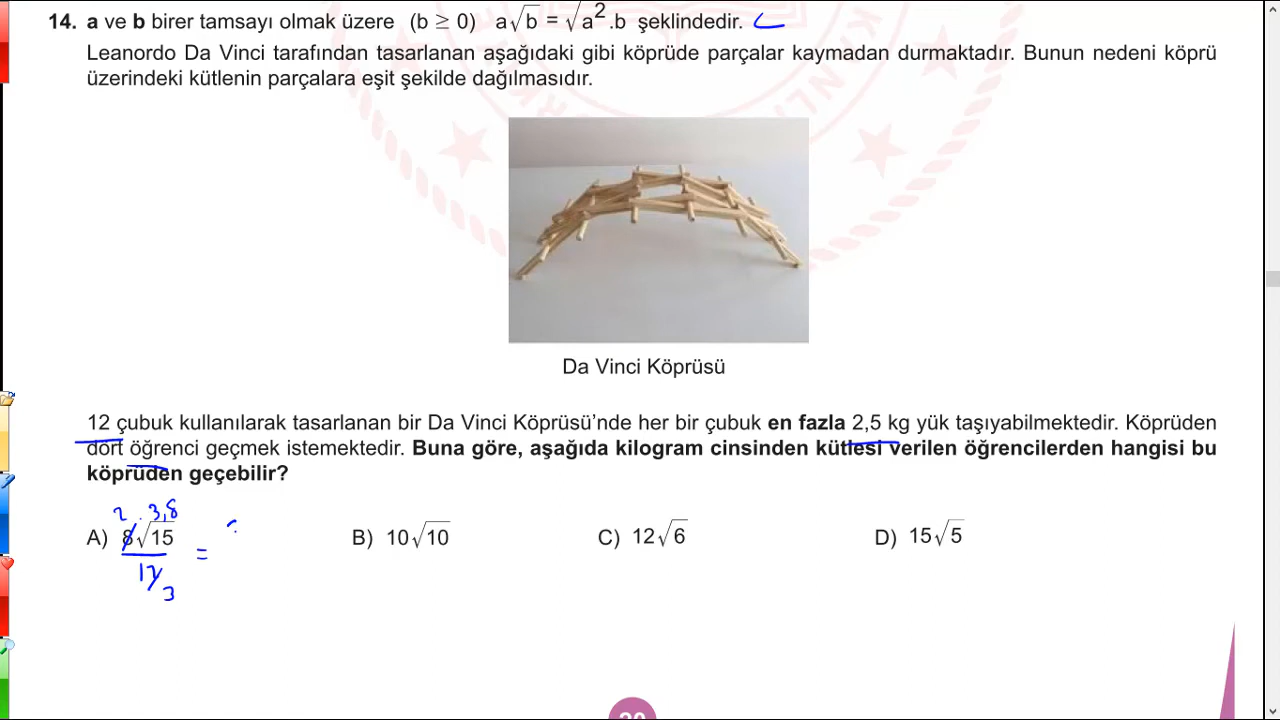 14. a ve b birer tamsayı olmak üzere (b ≥ 0) a√b = √a².b şeklindedir.
Leanordo Da Vinci tarafından tasarlanan aşağıdaki gibi köprüde parçalar kaymadan durmaktadır. Bunun nedeni köprü
üzerindeki kütlenin parçalara eşit şekilde dağılmasıdır.
Da Vinci Köprüsü
12 çubuk kullanılarak tasarlanan bir Da Vinci Köprüsü’nde her bir çubuk en fazla 2,5 kg yük taşıyabilmektedir. Köprüden
dört öğrenci geçmek istemektedir. Buna göre, aşağıda kilogram cinsinden kütlesi verilen öğrencilerden hangisi bu
köprüden geçebilir?
2 . 3,8
A) 8√15 = B) 10√10 C) 12√6 D) 15√5
12
3